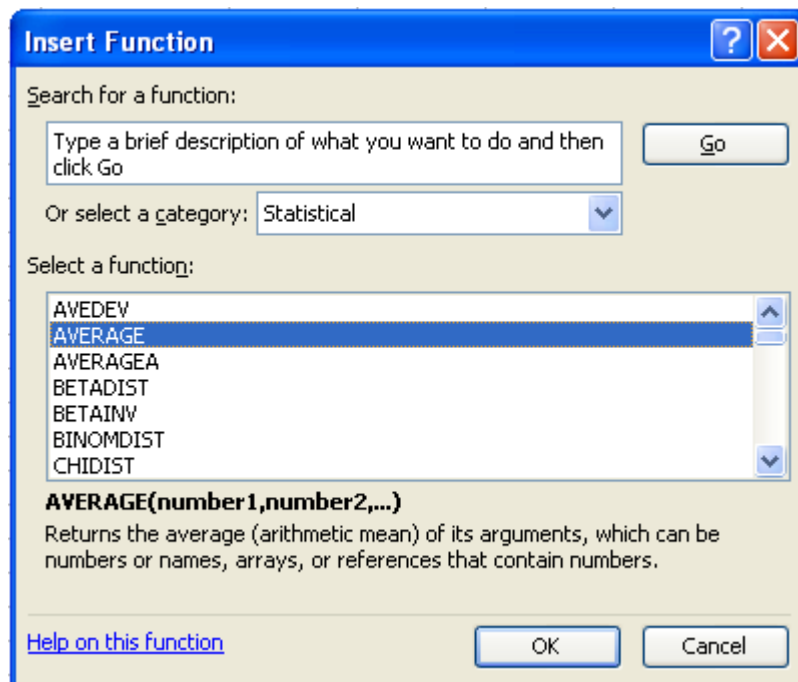 Insert Function
Search for a function:
Type a brief description of what you want to do and then
click Go
Go
Or select a category: Statistical
Select a function:
AVEDEV
AVERAGE
AVERAGEA
BETADIST
BETAINV
BINOMDIST
CHIDIST
AVERAGE(number1,number2,...)
Returns the average (arithmetic mean) of its arguments, which can be
numbers or names, arrays, or references that contain numbers.
Help on this function
OK
Cancel